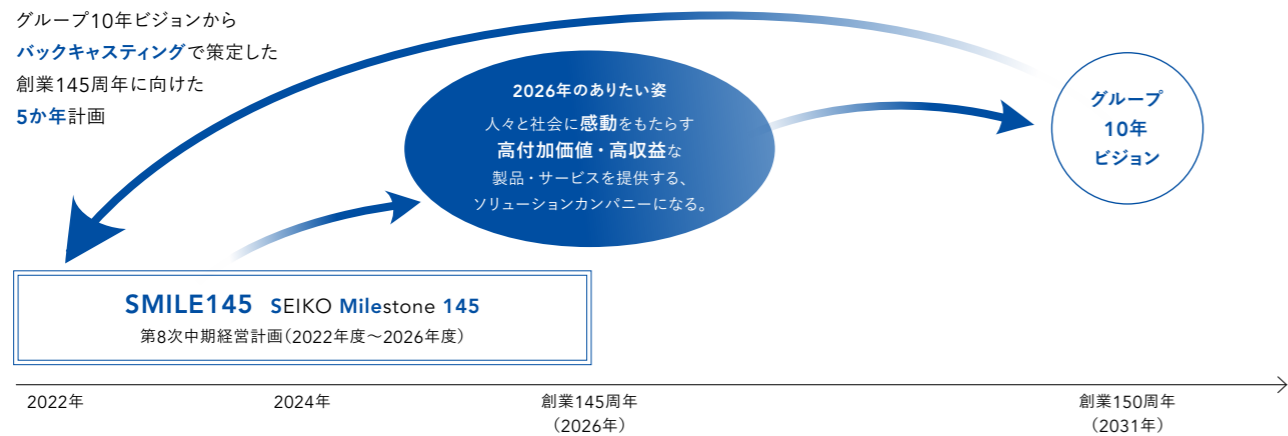 グループ10年ビジョンから
バックキャスティングで策定した
創業145周年に向けた
5か年計画
2026年のありたい姿
人々と社会に感動をもたらす
高付加価値・高収益な
製品・サービスを提供する、
ソリューションカンパニーになる。
グループ
10年
ビジョン
SMILE145 SEIKO Milestone 145
第8次中期経営計画(2022年度～2026年度)
2022年
2024年
創業145周年
(2026年)
創業150周年
(2031年)